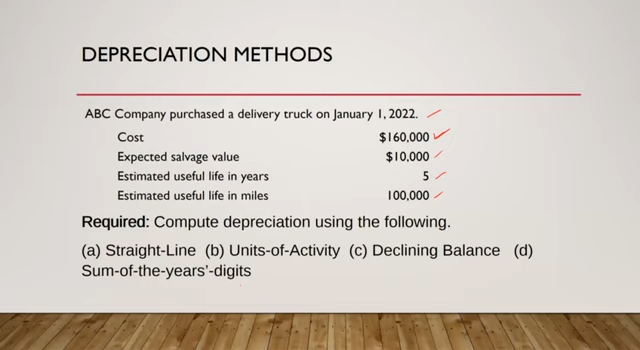 DEPRECIATION METHODS
ABC Company purchased a delivery truck on January 1, 2022.
Cost $160,000
Expected salvage value $10,000
Estimated useful life in years 5
Estimated useful life in miles 100,000
Required: Compute depreciation using the following.
(a) Straight-Line (b) Units-of-Activity (c) Declining Balance (d)
Sum-of-the-years’-digits